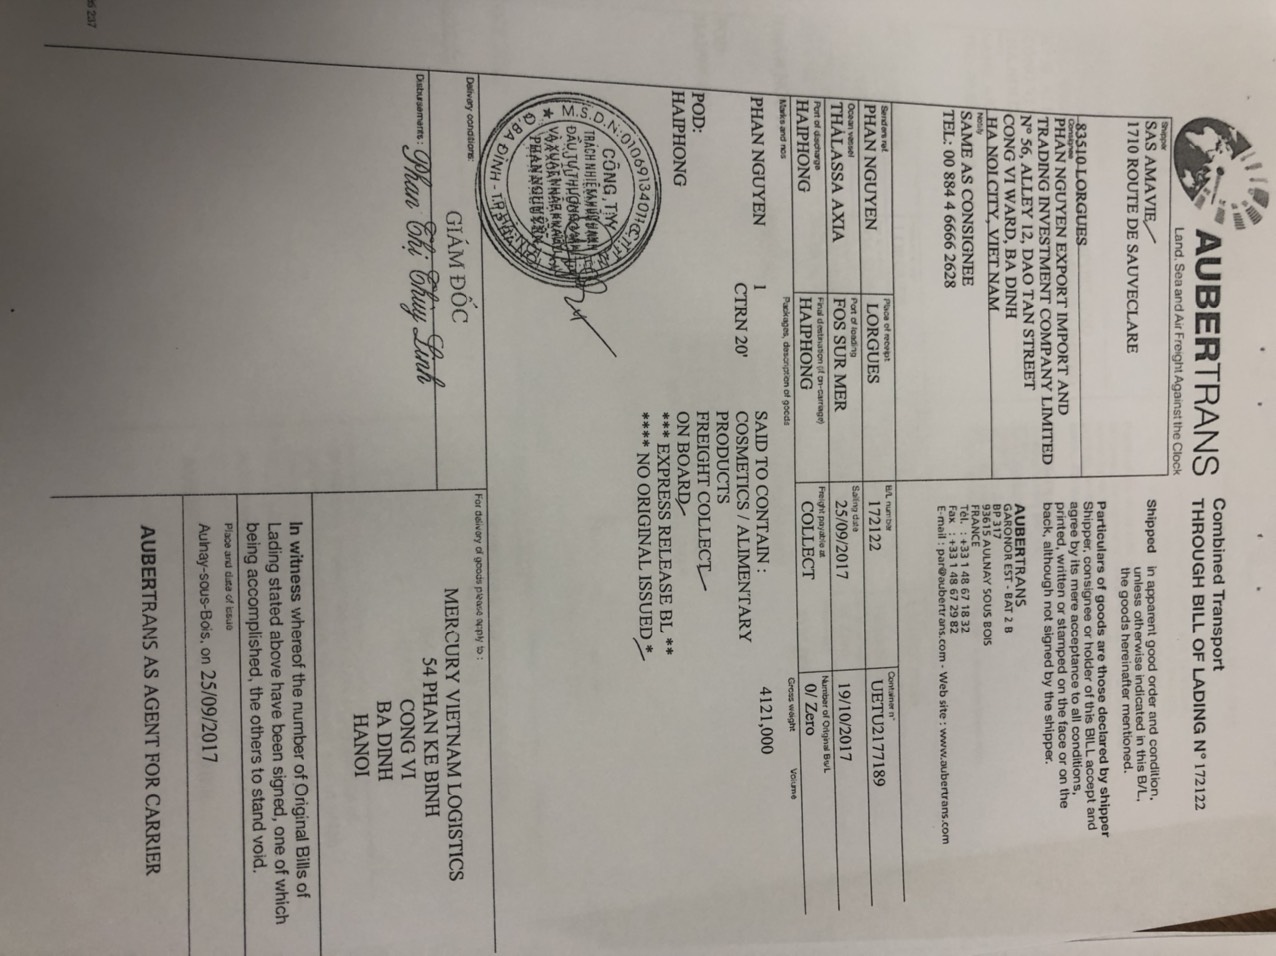 AUBERTRANS
Land, Sea and Air Freight Against the Clock
Combined Transport
THROUGH BILL OF LADING N° 172122
Shipper
SAS AMAVIE
1710 ROUTE DE SAUVECLARE
83510 LORGUES
Shipped in apparent good order and condition,
unless otherwise indicated in this B/L,
the goods hereinafter mentioned.
Particulars of goods are those declared by shipper
Shipper, consignee or holder of this BILL accept and
agree by its mere acceptance to all conditions,
printed, written or stamped on the face or on the
back, although not signed by the shipper.
Consignee
PHAN NGUYEN EXPORT IMPORT AND
TRADING INVESTMENT COMPANY LIMITED
N° 56, ALLEY 12, DAO TAN STREET
CONG VI WARD, BA DINH
HA NOI CITY, VIET NAM
Notify
SAME AS CONSIGNEE
TEL: 00 884 4 6666 2628
AUBERTRANS
GARONOR EST - BAT 2 B
BP 317
93615 AULNAY SOUS BOIS
FRANCE
Tél. : +33 1 48 67 18 32
Fax : +33 1 48 67 29 82
E-mail : par@aubertrans.com - Web site : www.aubertrans.com
Senders ref.
PHAN NGUYEN
Place of receipt
LORGUES
B/L number
172122
Container n°
UETU2177189
Ocean vessel
THALASSA AXIA
Port of loading
FOS SUR MER
Sailing date
25/09/2017
19/10/2017
Port of discharge
HAIPHONG
Final destination (if on-carriage)
HAIPHONG
Freight payable at
COLLECT
Number of Original Bs/L
0/ Zero
Marks and nos
Packages, description of goods
Gross weight
Volume
PHAN NGUYEN
1
CTRN 20'
SAID TO CONTAIN :
COSMETICS / ALIMENTARY
PRODUCTS
FREIGHT COLLECT
ON BOARD
*** EXPRESS RELEASE BL **
**** NO ORIGINAL ISSUED *
4121,000
POD:
HAIPHONG
M.S.D.N:0106913401
CÔNG TY
TRÁCH NHIỆM HỮU HẠN
ĐẦU TƯ THƯƠNG MẠI
VÀ XUẤT NHẬP KHẨU
PHAN NGUYỄN
Q.BA ĐÌNH - T.P HÀ NỘI
GIÁM ĐỐC
Phan Thị Thuy Linh
Delivery conditions:
Disbursements :
For delivery of goods please apply to :
MERCURY VIETNAM LOGISTICS
54 PHAN KE BINH
CONG VI
BA DINH
HANOI
In witness whereof the number of Original Bills of
Lading stated above have been signed, one of which
being accomplished, the others to stand void.
Place and date of issue
Aulnay-sous-Bois, on 25/09/2017
AUBERTRANS AS AGENT FOR CARRIER